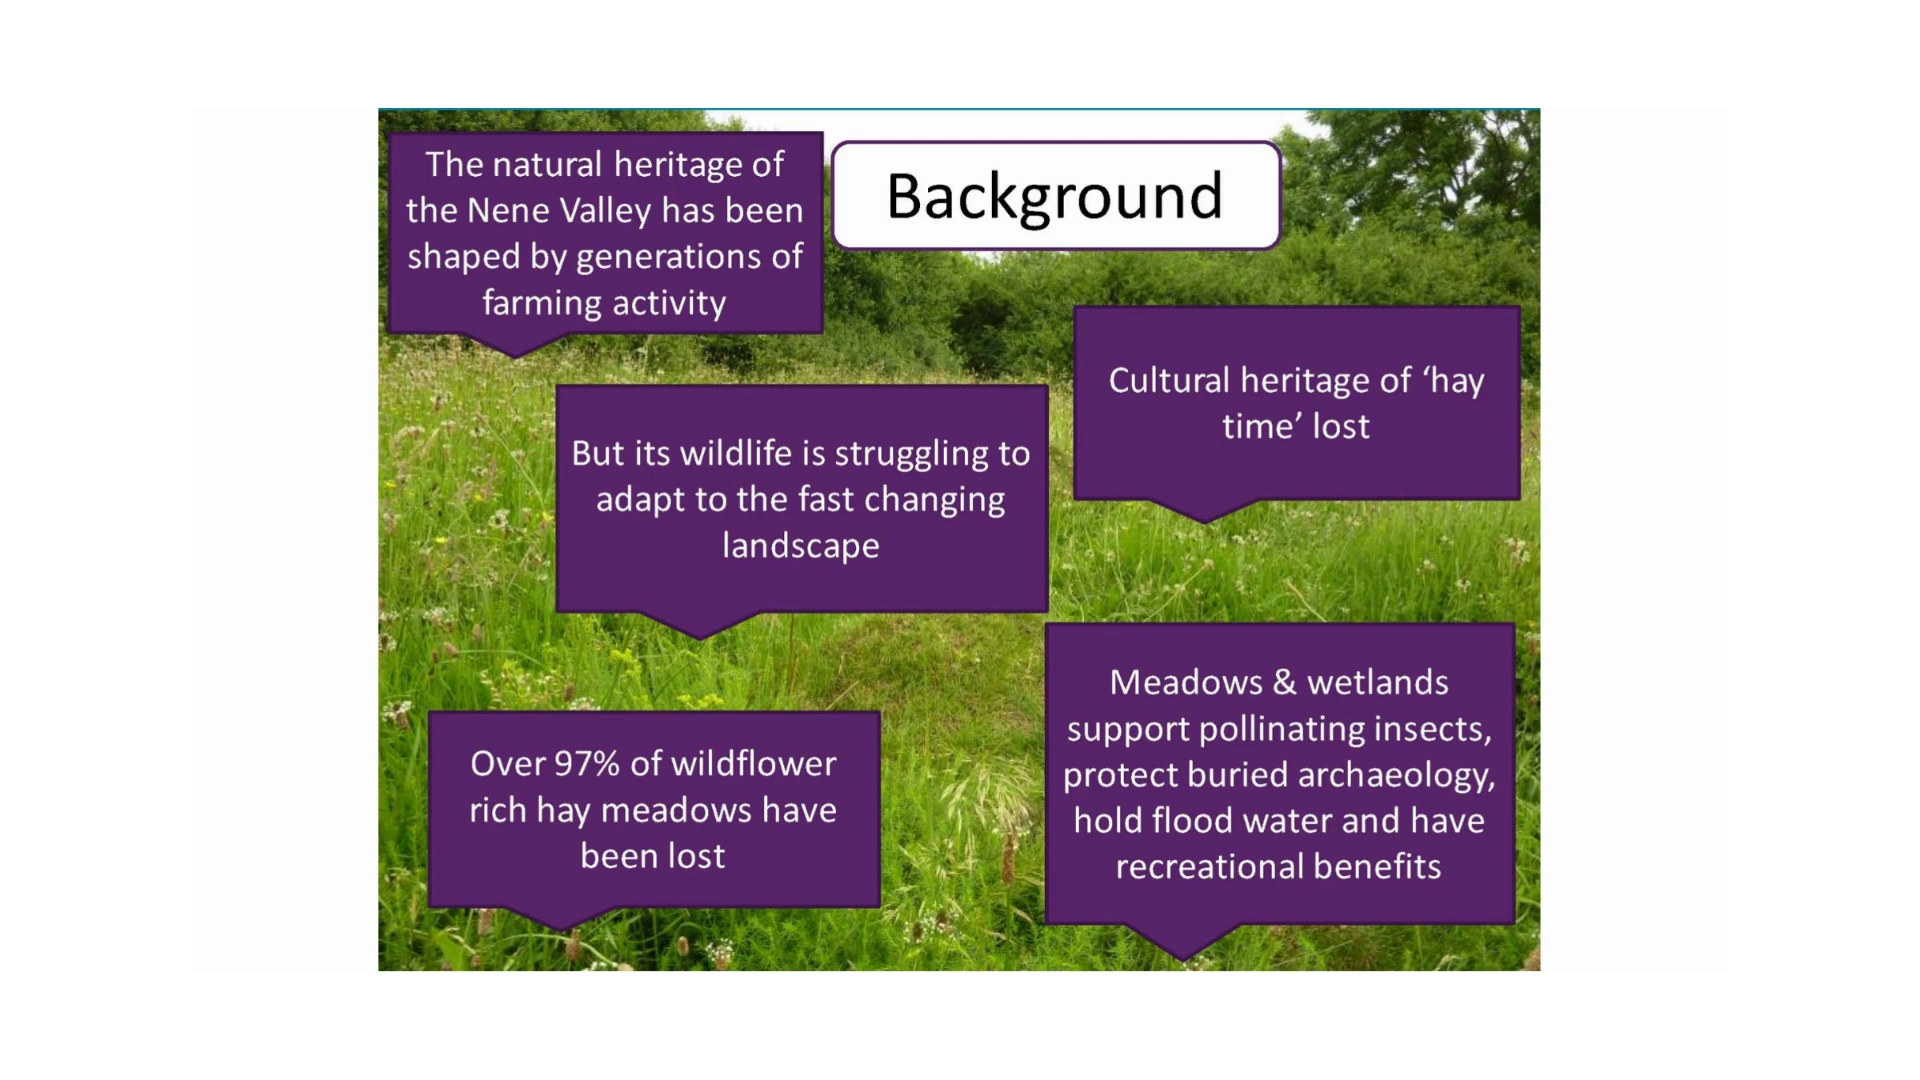 The natural heritage of
the Nene Valley has been
shaped by generations of
farming activity
Background
Cultural heritage of ‘hay
time’ lost
But its wildlife is struggling to
adapt to the fast changing
landscape
Over 97% of wildflower
rich hay meadows have
been lost
Meadows & wetlands
support pollinating insects,
protect buried archaeology,
hold flood water and have
recreational benefits